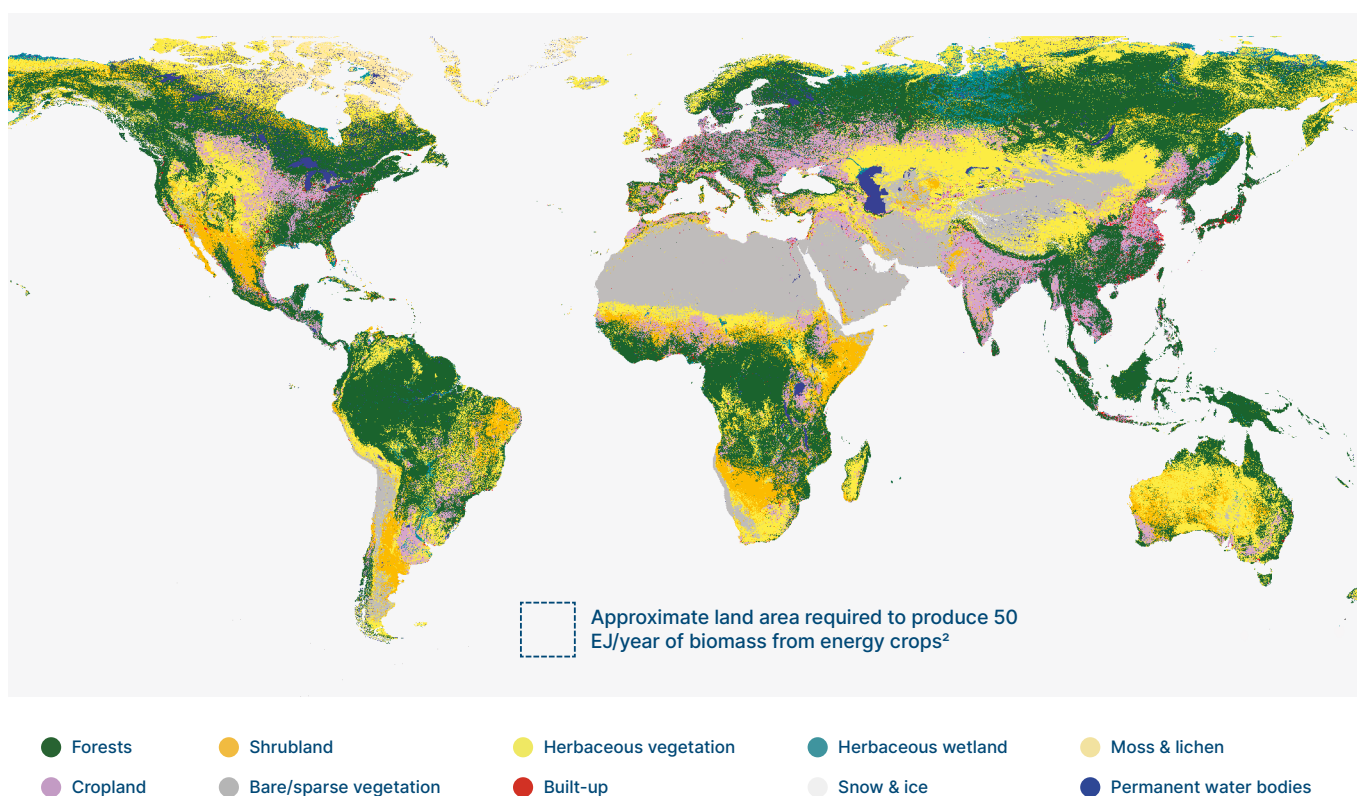 Approximate land area required to produce 50
EJ/year of biomass from energy crops²
Forests
Shrubland
Herbaceous vegetation
Herbaceous wetland
Moss & lichen
Cropland
Bare/sparse vegetation
Built-up
Snow & ice
Permanent water bodies